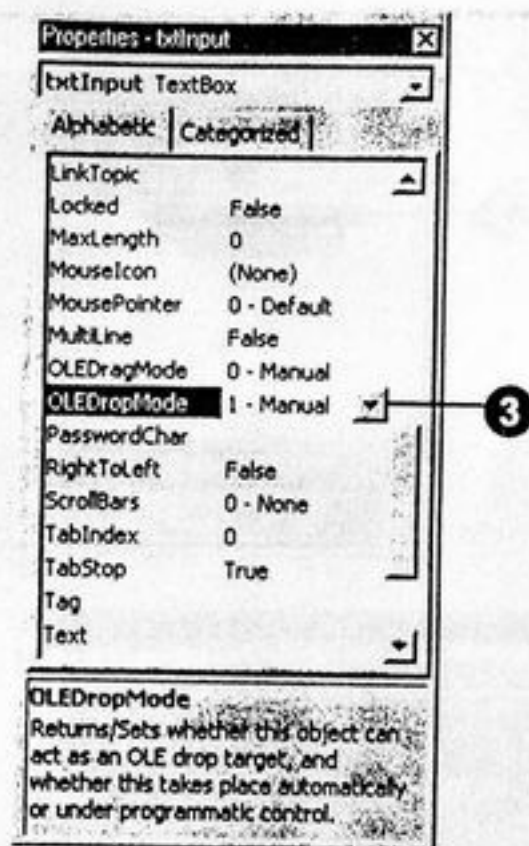 Properties - txtInput
txtInput TextBox
Alphabetic Categorized
LinkTopic
Locked False
MaxLength 0
MouseIcon (None)
MousePointer 0 - Default
MultiLine False
OLEDragMode 0 - Manual
OLEDropMode 1 - Manual
3
PasswordChar
RightToLeft False
ScrollBars 0 - None
TabIndex 0
TabStop True
Tag
Text
OLEDropMode
Returns/Sets whether this object can
act as an OLE drop target, and
whether this takes place automatically
or under programmatic control.